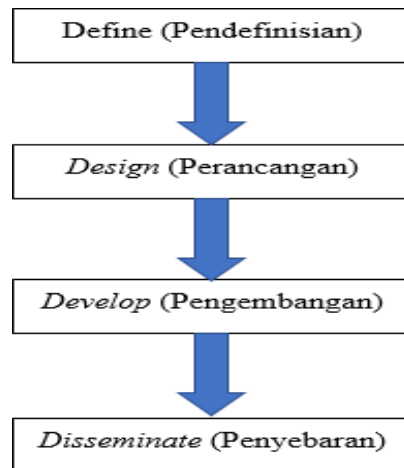 Define (Pendefinisian)
Design (Perancangan)
Develop (Pengembangan)
Disseminate (Penyebaran)